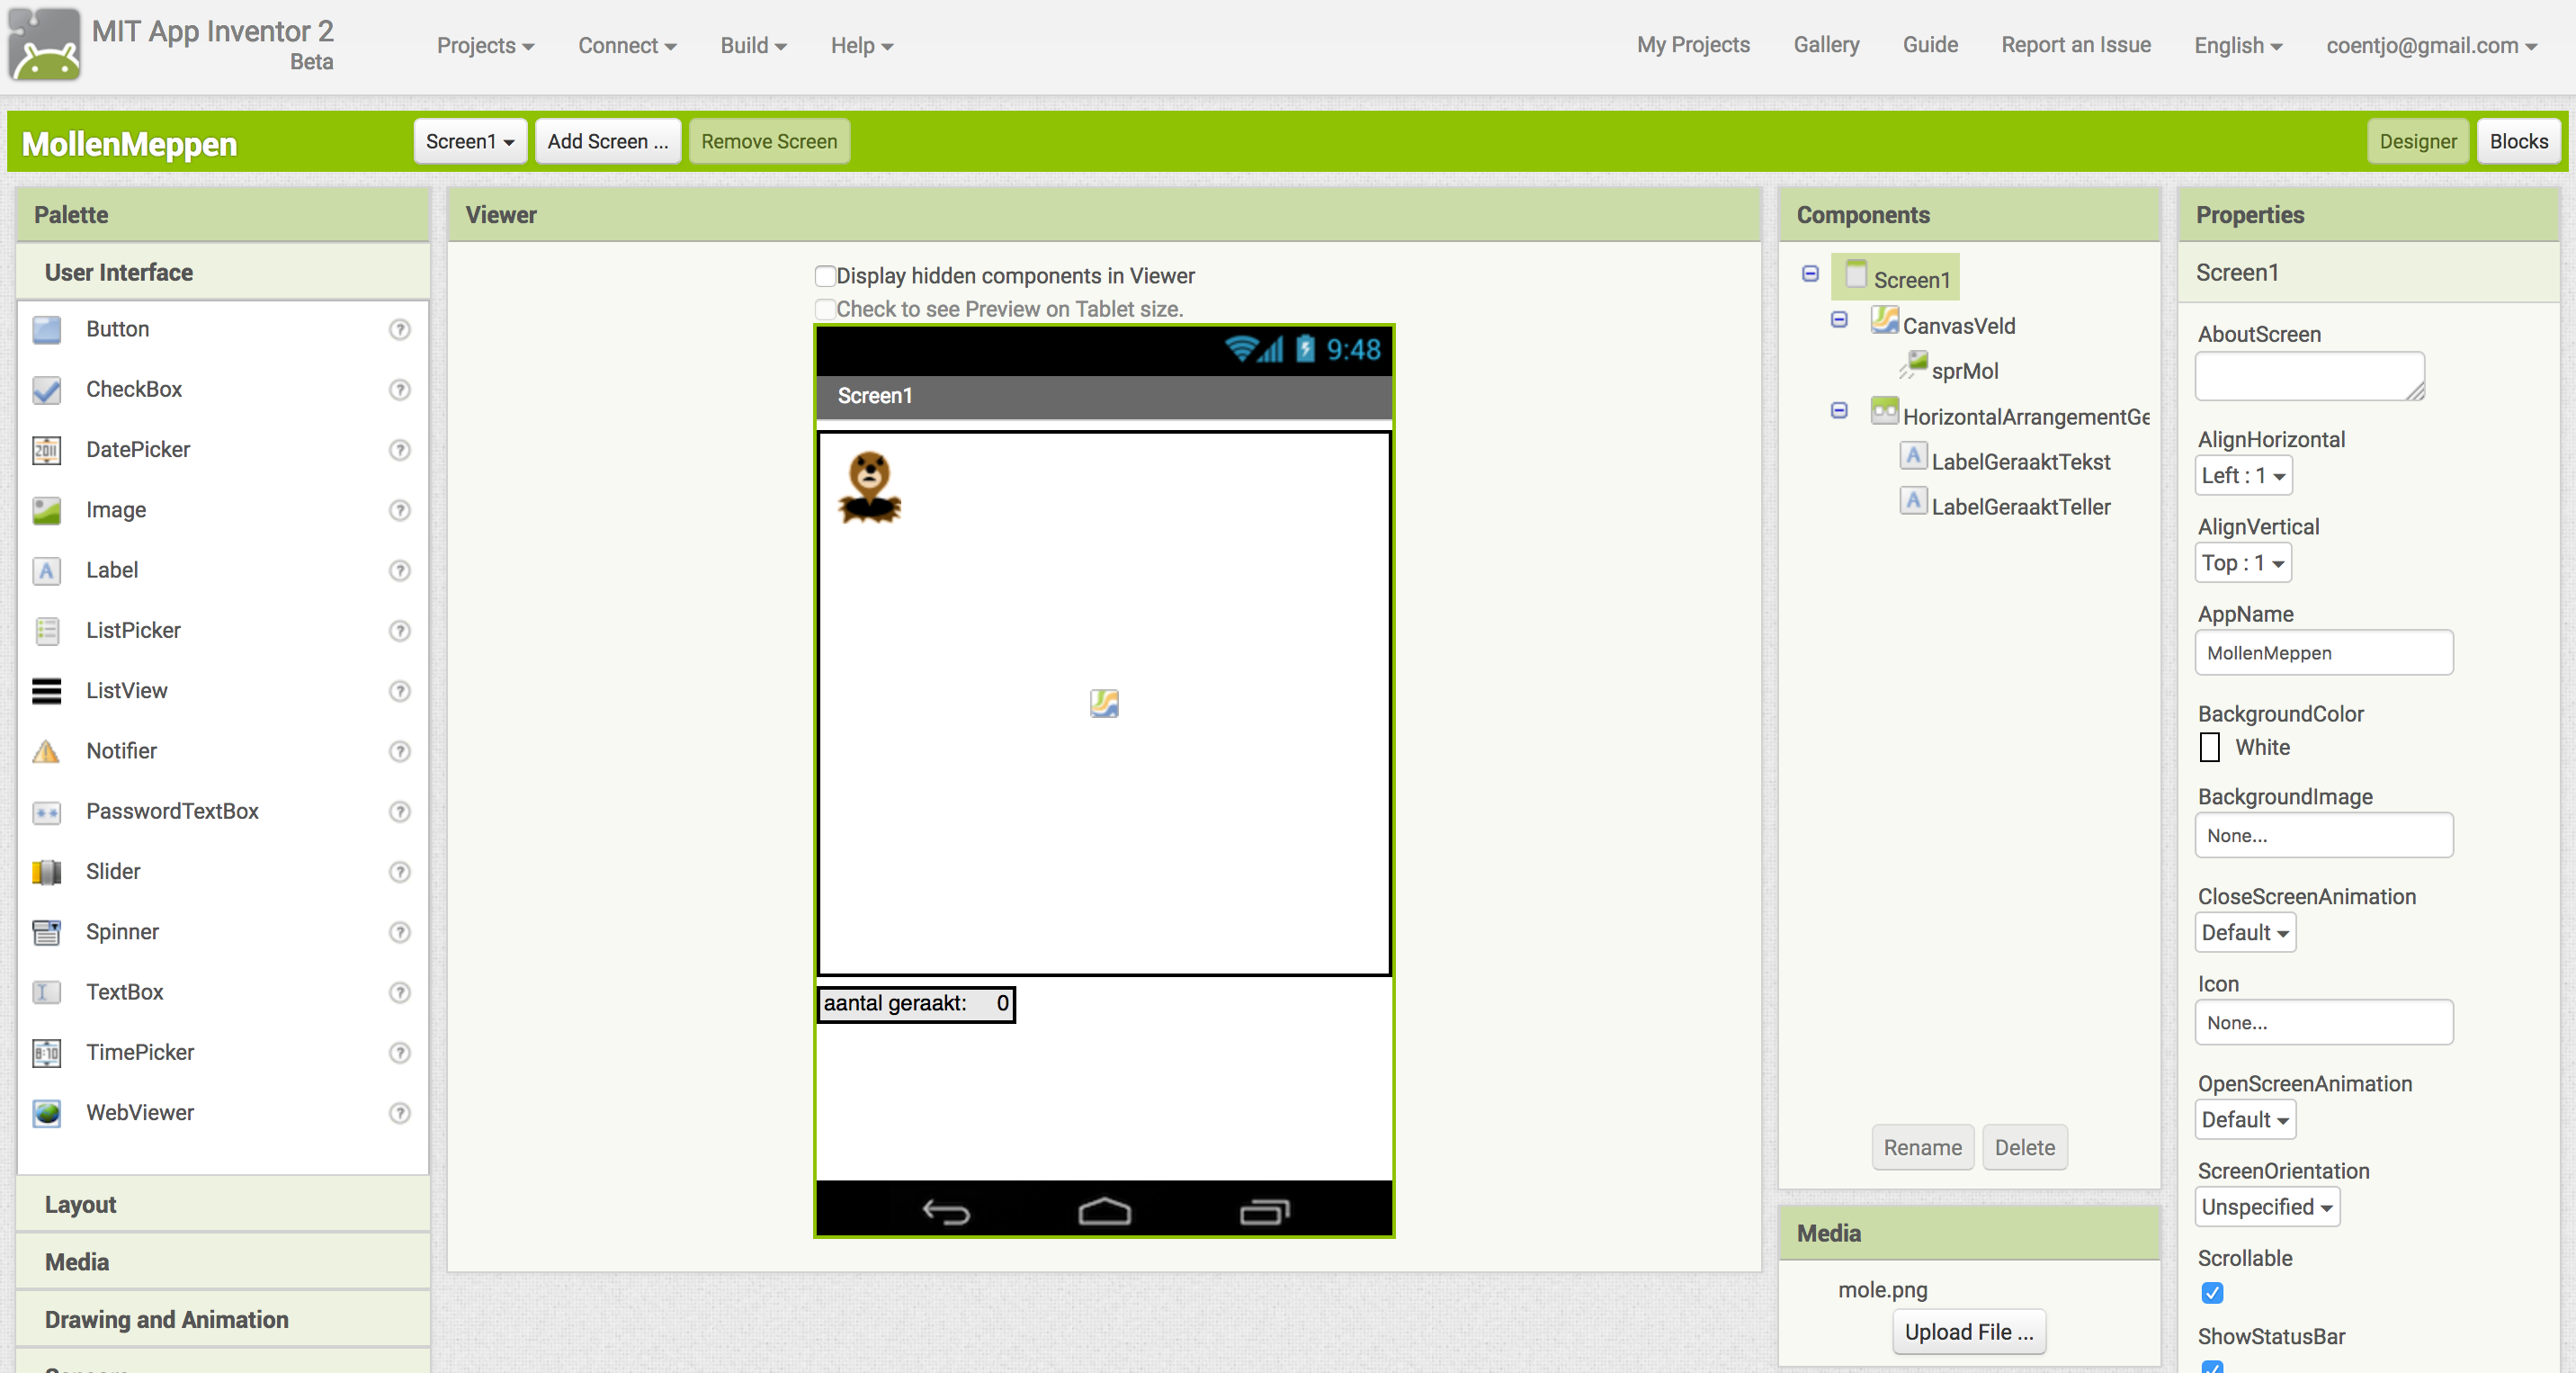 MIT App Inventor 2
Beta
Projects
Connect
Build
Help
My Projects
Gallery
Guide
Report an Issue
English
coentjo@gmail.com
MollenMeppen
Screen1
Add Screen ...
Remove Screen
Designer
Blocks
Palette
User Interface
Button
CheckBox
DatePicker
Image
Label
ListPicker
ListView
Notifier
PasswordTextBox
Slider
Spinner
TextBox
TimePicker
WebViewer
Layout
Media
Drawing and Animation
Viewer
Display hidden components in Viewer
Check to see Preview on Tablet size.
9:48
Screen1
aantal geraakt: 0
Components
Screen1
CanvasVeld
sprMol
HorizontalArrangementGe
LabelGeraaktTekst
LabelGeraaktTeller
Rename
Delete
Media
mole.png
Upload File ...
Properties
Screen1
AboutScreen
AlignHorizontal
Left : 1
AlignVertical
Top : 1
AppName
MollenMeppen
BackgroundColor
White
BackgroundImage
None...
CloseScreenAnimation
Default
Icon
None...
OpenScreenAnimation
Default
ScreenOrientation
Unspecified
Scrollable
ShowStatusBar